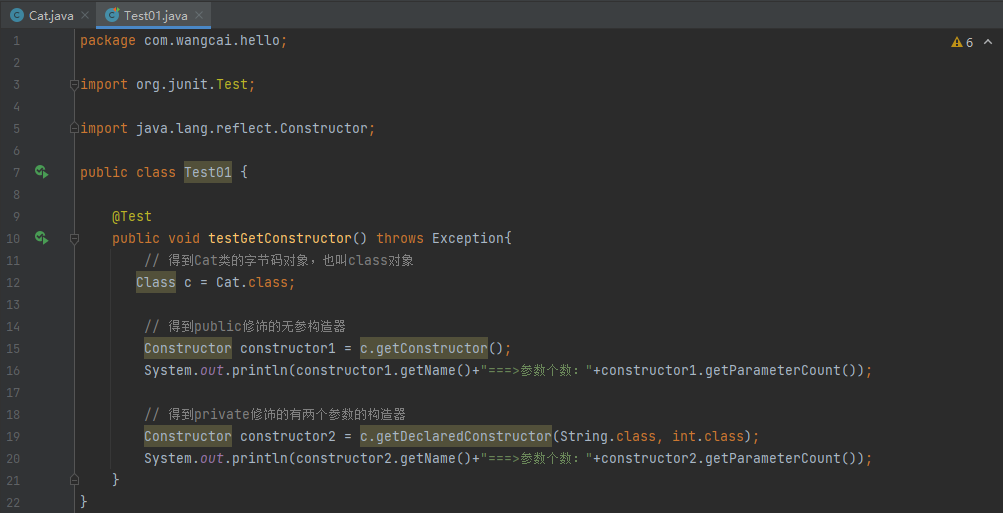 Cat.java
Test01.java
6
1 package com.wangcai.hello;
2
3 import org.junit.Test;
4
5 import java.lang.reflect.Constructor;
6
7 public class Test01 {
8
9     @Test
10     public void testGetConstructor() throws Exception{
11         // 得到Cat类的字节码对象，也叫class对象
12        Class c = Cat.class;
13
14         // 得到public修饰的无参构造器
15         Constructor constructor1 = c.getConstructor();
16         System.out.println(constructor1.getName()+"===>参数个数："+constructor1.getParameterCount());
17
18         // 得到private修饰的有两个参数的构造器
19         Constructor constructor2 = c.getDeclaredConstructor(String.class, int.class);
20         System.out.println(constructor2.getName()+"===>参数个数："+constructor2.getParameterCount());
21     }
22 }